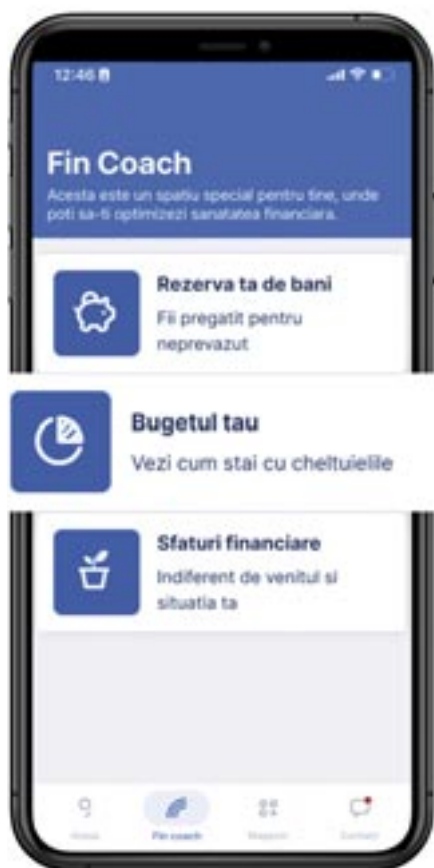 12:46
Fin Coach
Acesta este un spatiu special pentru tine, unde
poti sa-ti optimizezi sanatatea financiara.
Rezerva ta de bani
Fii pregatit pentru
neprevazut
Bugetul tau
Vezi cum stai cu cheltuielile
Sfaturi financiare
Indiferent de venitul si
situatia ta
Fin coach